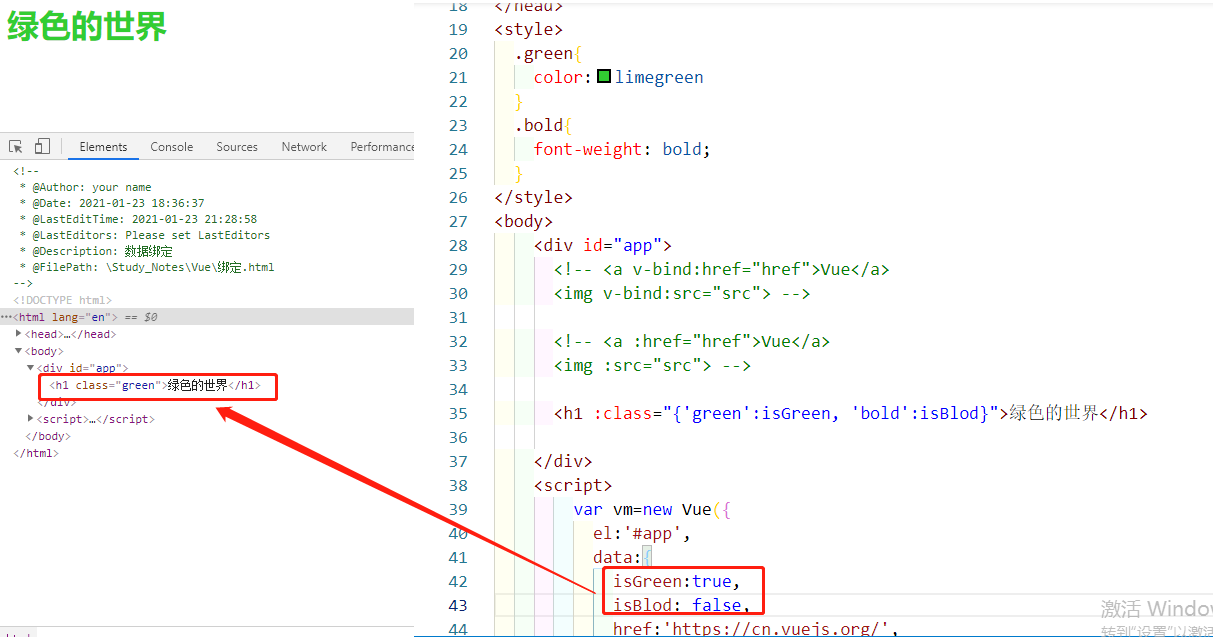 绿色的世界
Elements Console Sources Network Performance
<!--
* @Author: your name
* @Date: 2021-01-23 18:36:37
* @LastEditTime: 2021-01-23 21:28:58
* @LastEditors: Please set LastEditors
* @Description: 数据绑定
* @FilePath: \Study_Notes\Vue\绑定.html
-->
<!DOCTYPE html>
…<html lang="en"> == $0
<head>…</head>
<body>
<div id="app">
<h1 class="green">绿色的世界</h1>
</div>
<script>…</script>
</body>
</html>
18 </head>
19 <style>
20 .green{
21 color: limegreen
22 }
23 .bold{
24 font-weight: bold;
25 }
26 </style>
27 <body>
28 <div id="app">
29 <!-- <a v-bind:href="href">Vue</a>
30 <img v-bind:src="src"> -->
31
32 <!-- <a :href="href">Vue</a>
33 <img :src="src"> -->
34
35 <h1 :class="{'green':isGreen, 'bold':isBlod}">绿色的世界</h1>
36
37 </div>
38 <script>
39 var vm=new Vue({
40 el:'#app',
41 data:{
42 isGreen:true,
43 isBlod: false,
44 href:'https://cn.vuejs.org/',
激活 Window
转到"设置"以激活